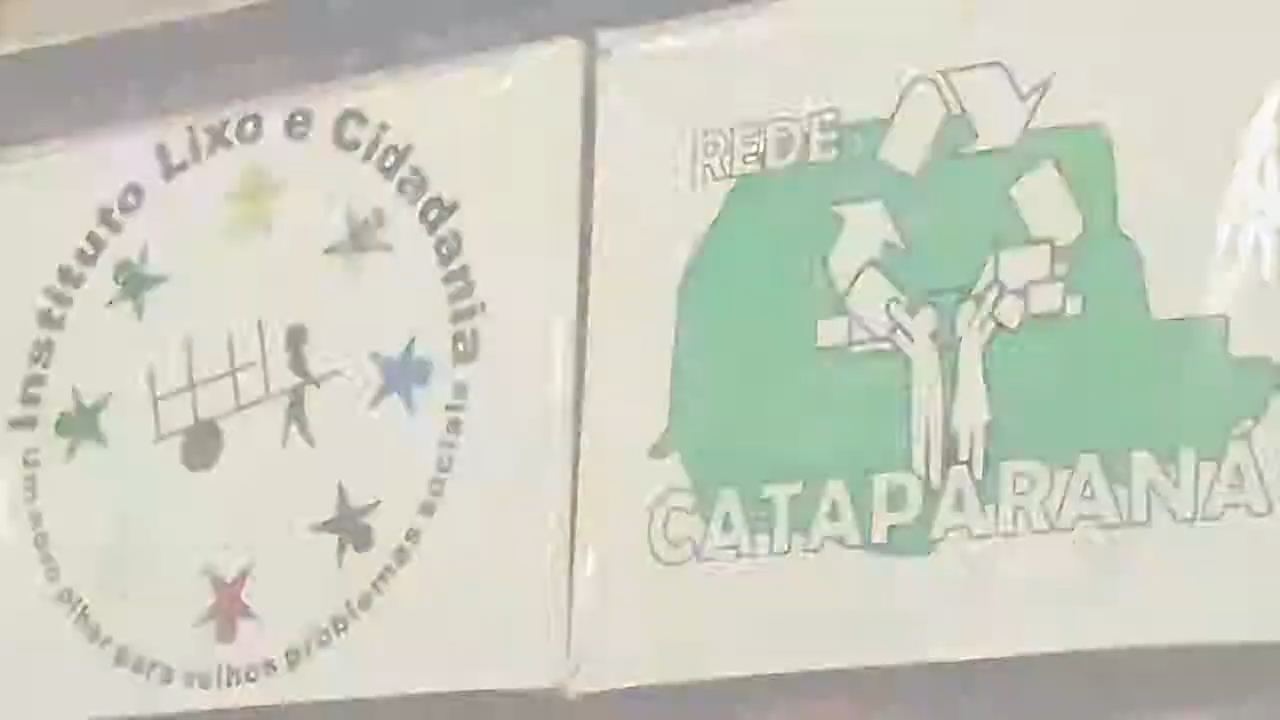 Instituto Lixo e Cidadania
um novo olhar para velhos problemas sociais
REDE
CATAPARANÁ